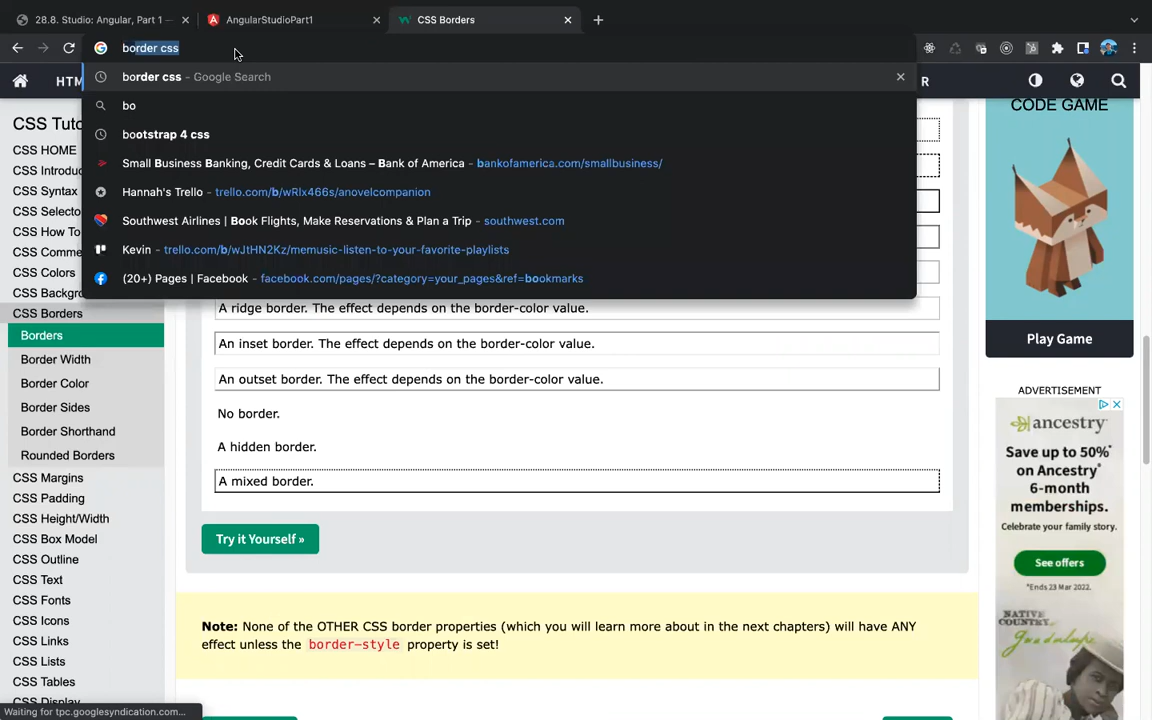 28.8. Studio: Angular, Part 1 —
AngularStudioPart1
CSS Borders
border css
border css - Google Search
bo
bootstrap 4 css
Small Business Banking, Credit Cards & Loans – Bank of America - bankofamerica.com/smallbusiness/
Hannah's Trello - trello.com/b/wRlx466s/anovelcompanion
Southwest Airlines | Book Flights, Make Reservations & Plan a Trip - southwest.com
Kevin - trello.com/b/wJtHN2Kz/memusic-listen-to-your-favorite-playlists
(20+) Pages | Facebook - facebook.com/pages/?category=your_pages&ref=bookmarks
HTM
R
CSS Tuto
CSS HOME
CSS Introduc
CSS Syntax
CSS Selecto
CSS How To
CSS Comme
CSS Colors
CSS Backgro
CSS Borders
Borders
Border Width
Border Color
Border Sides
Border Shorthand
Rounded Borders
CSS Margins
CSS Padding
CSS Height/Width
CSS Box Model
CSS Outline
CSS Text
CSS Fonts
CSS Icons
CSS Links
CSS Lists
CSS Tables
CSS Display
Waiting for tpc.googlesyndication.com...
A ridge border. The effect depends on the border-color value.
An inset border. The effect depends on the border-color value.
An outset border. The effect depends on the border-color value.
No border.
A hidden border.
A mixed border.
Try it Yourself »
Note: None of the OTHER CSS border properties (which you will learn more about in the next chapters) will have ANY
effect unless the border-style property is set!
CODE GAME
Play Game
ADVERTISEMENT
ancestry
Save up to 50%*
on Ancestry®
6-month
memberships.
Celebrate your family story.
See offers
*Ends 23 Mar 2022.
NATIVE
COUNTRY